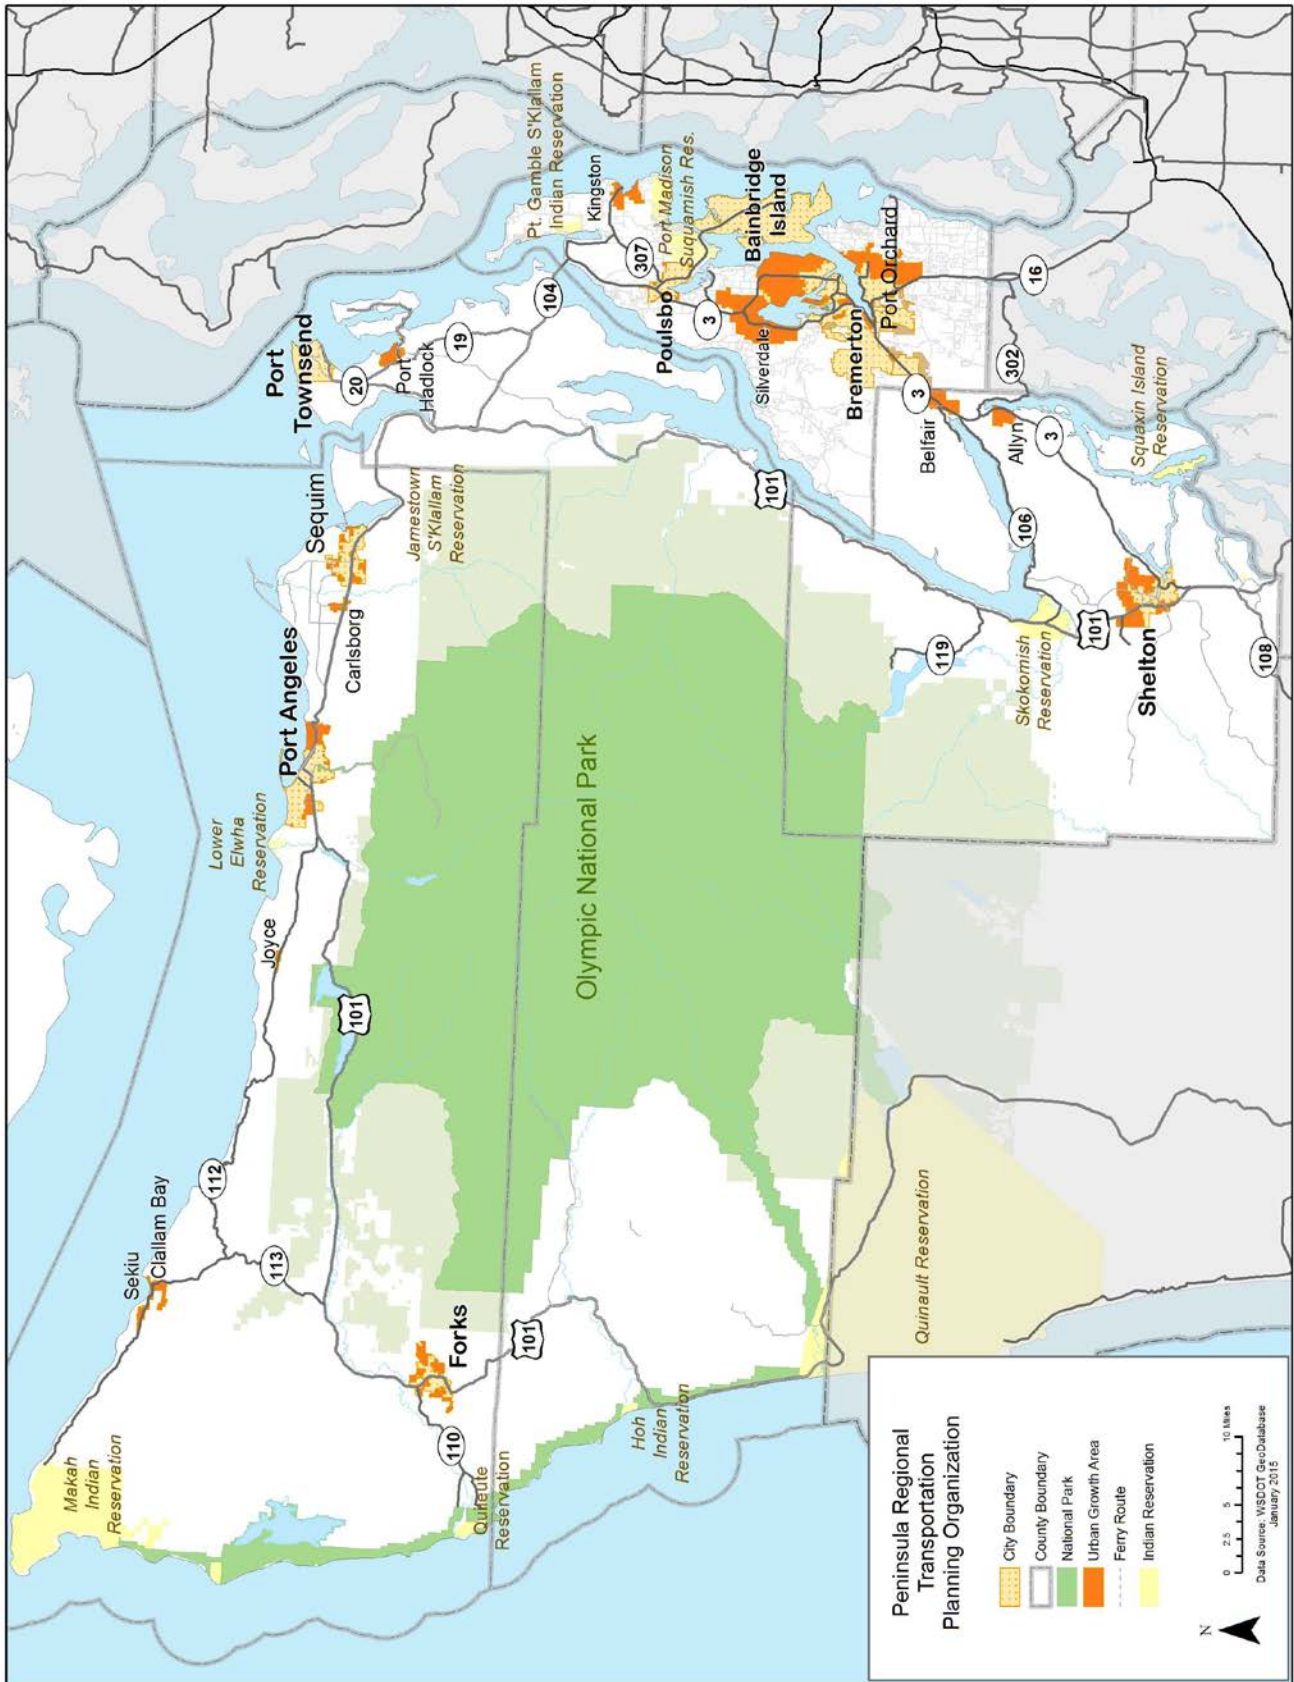 Makah
Indian
Reservation
Sekiu
Clallam Bay
112
113
Joyce
Lower
Elwha
Reservation
Port Angeles
Carlsborg
Sequim
Jamestown
S'Klallam
Reservation
Port
Townsend
20
Port
Hadlock
19
104
Pt. Gamble S'Klallam
Indian Reservation
Kingston
307
Port Madison
Suquamish Res.
Poulsbo
3
Silverdale
Bainbridge
Island
Bremerton
Port Orchard
3
Belfair
16
302
Allyn
3
Squaxin Island
Reservation
106
101
119
Skokomish
Reservation
101
Shelton
108
101
Olympic National Park
Forks
101
110
Quileute
Reservation
Hoh
Indian
Reservation
Quinault Reservation
Peninsula Regional
Transportation
Planning Organization
City Boundary
County Boundary
National Park
Urban Growth Area
Ferry Route
Indian Reservation
N
0 2.5 5 10 Miles
Data Source: WSDOT GeoDatabase
January 2015